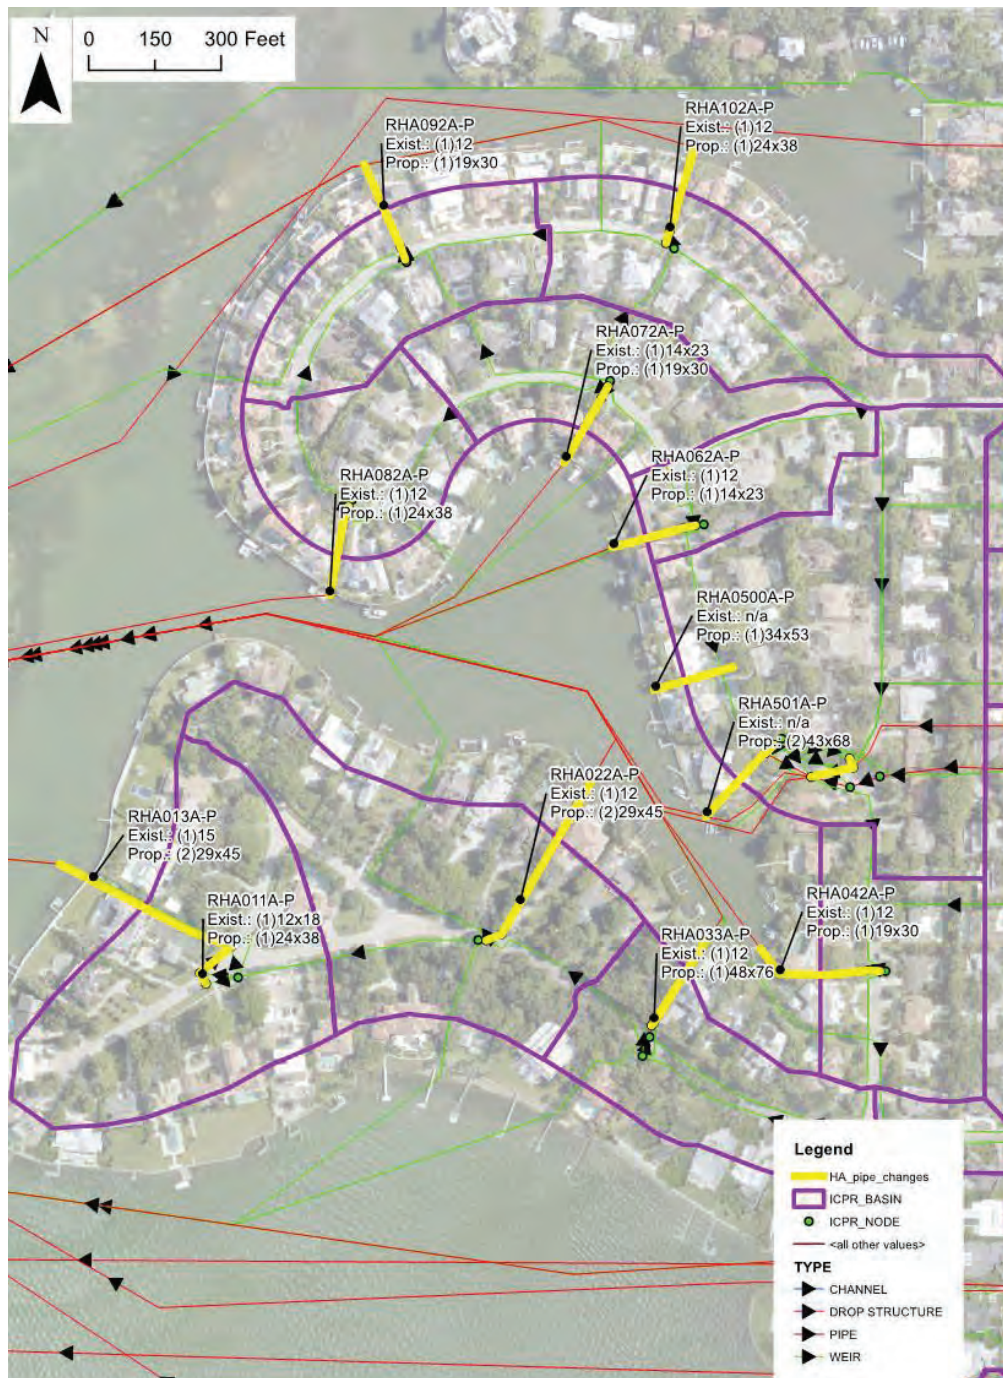 N
0 150 300 Feet
RHA092A-P
Exist.: (1)12
Prop.: (1)19x30
RHA102A-P
Exist.: (1)12
Prop.: (1)24x38
RHA072A-P
Exist.: (1)14x23
Prop.: (1)19x30
RHA082A-P
Exist.: (1)12
Prop.: (1)24x38
RHA062A-P
Exist.: (1)12
Prop.: (1)14x23
RHA0500A-P
Exist.: n/a
Prop.: (1)34x53
RHA501A-P
Exist.: n/a
Prop.: (2)43x68
RHA022A-P
Exist.: (1)12
Prop.: (2)29x45
RHA013A-P
Exist.: (1)15
Prop.: (2)29x45
RHA011A-P
Exist.: (1)12x18
Prop.: (1)24x38
RHA042A-P
Exist.: (1)12
Prop.: (1)19x30
RHA033A-P
Exist.: (1)12
Prop.: (1)48x76
Legend
HA_pipe_changes
ICPR_BASIN
ICPR_NODE
<all other values>
TYPE
CHANNEL
DROP STRUCTURE
PIPE
WEIR